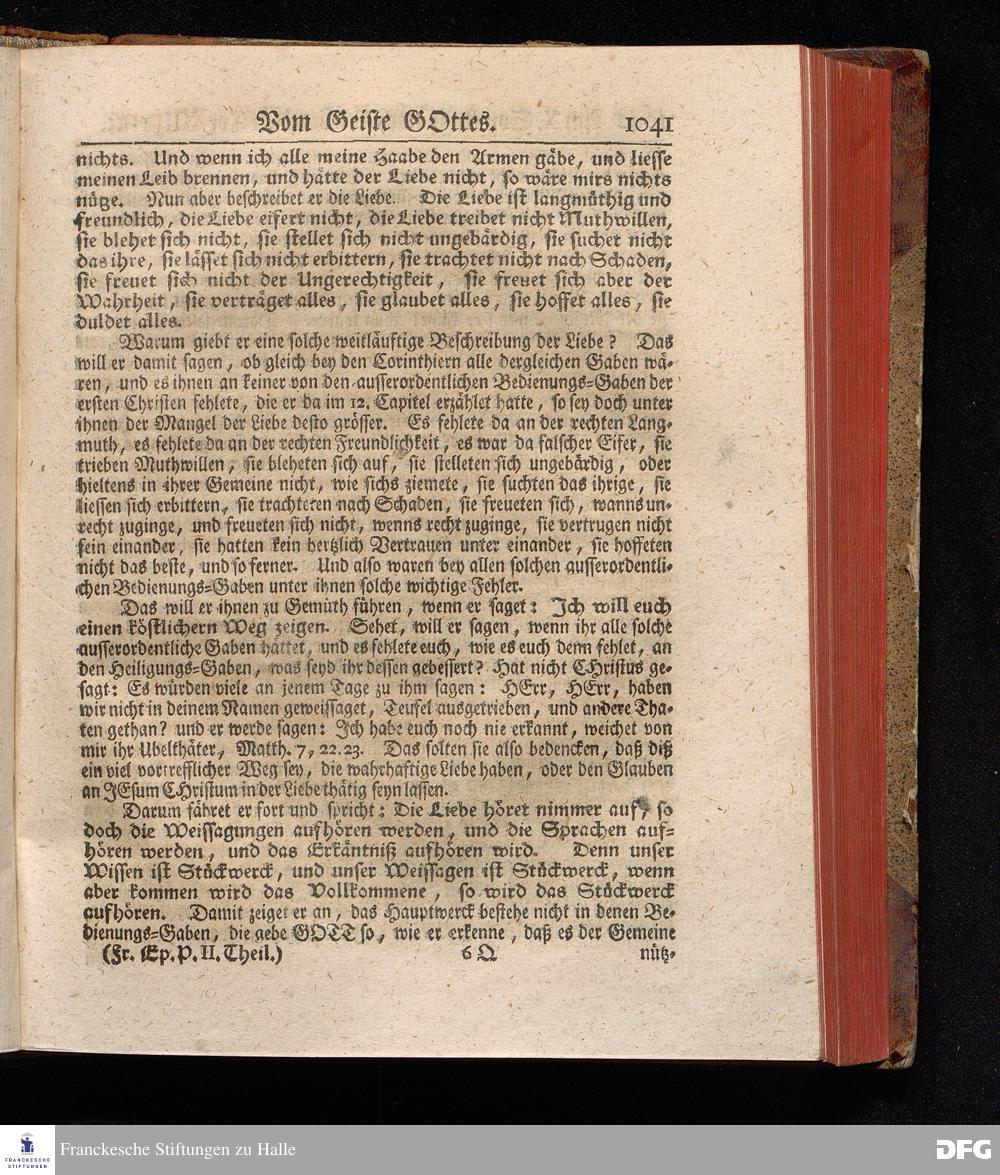 Vom Geiste GOttes. 1041
nichts. Und wenn ich alle meine Haabe den Armen gäbe, und liesse
meinen Leib brennen, und hätte der Liebe nicht, so wäre mirs nichts
nütze. Nun aber beschreibet er die Liebe. Die Liebe ist langmüthig und
freundlich, die Liebe eifert nicht, die Liebe treibet nicht Muthwillen,
sie blehet sich nicht, sie stellet sich nicht ungebärdig, sie suchet nicht
das ihre, sie lässet sich nicht erbittern, sie trachtet nicht nach Schaden,
sie freuet sich nicht der Ungerechtigkeit, sie freuet sich aber der
Wahrheit, sie verträget alles, sie glaubet alles, sie hoffet alles, sie
duldet alles.
Warum giebt er eine solche weitläuftige Beschreibung der Liebe? Das
will er damit sagen, ob gleich bey den Corinthiern alle dergleichen Gaben wä-
ren, und es ihnen an keiner von den ausserordentlichen Bedienungs-Gaben der
ersten Christen fehlete, die er da im 12. Capitel erzählet hatte, so sey doch unter
ihnen der Mangel der Liebe desto grösser. Es fehlete da an der rechten Lang-
muth, es fehlete da an der rechten Freundlichkeit, es war da falscher Eifer, sie
trieben Muthwillen, sie bleheten sich auf, sie stelleten sich ungebärdig, oder
hieltens in ihrer Gemeine nicht, wie sichs ziemete, sie suchten das ihrige, sie
liessen sich erbittern, sie trachteten nach Schaden, sie freueten sich, wanns un-
recht zuginge, und freueten sich nicht, wenns recht zuginge, sie vertrugen nicht
fein einander, sie hatten kein hertzlich Vertrauen unter einander, sie hoffeten
nicht das beste, und so ferner. Und also waren bey allen solchen ausserordentli-
chen Bedienungs-Gaben unter ihnen solche wichtige Fehler.
Das will er ihnen zu Gemüth führen, wenn er saget: Ich will euch
einen köstlichern Weg zeigen. Sehet, will er sagen, wenn ihr alle solche
ausserordentliche Gaben hättet, und es fehlete euch, wie es euch denn fehlet, an
den Heiligungs-Gaben, was seyd ihr dessen gebessert? Hat nicht CHristus ge-
sagt: Es würden viele an jenem Tage zu ihm sagen: HErr, HErr, haben
wir nicht in deinem Namen geweissaget, Teufel ausgetrieben, und andere Tha-
ten gethan? und er werde sagen: Ich habe euch noch nie erkannt, weichet von
mir ihr Ubelthäter, Matth. 7, 22.23. Das solten sie also bedencken, daß diß
ein viel vortrefflicher Weg sey, die wahrhaftige Liebe haben, oder den Glauben
an JEsum CHristum in der Liebe thätig seyn lassen.
Darum fähret er fort und spricht: Die Liebe höret nimmer auf, so
doch die Weissagungen aufhören werden, und die Sprachen auf-
hören werden, und das Erkäntniß aufhören wird. Denn unser
Wissen ist Stückwerck, und unser Weissagen ist Stückwerck, wenn
aber kommen wird das Vollkommene, so wird das Stückwerck
aufhören. Damit zeiget er an, das Hauptwerck bestehe nicht in denen Be-
dienungs-Gaben, die gebe GOTT so, wie er erkenne, daß es der Gemeine
(Fr. Ep. P. II. Theil.) 6 Q nütz-
FRANCKESCHE
STIFTUNGEN
Franckesche Stiftungen zu Halle
DFG